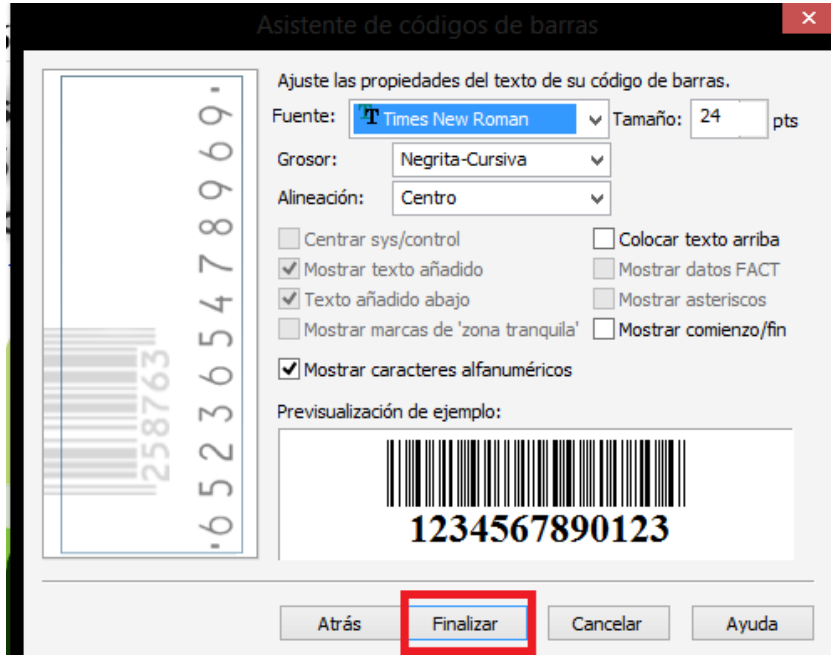 Asistente de códigos de barras
Ajuste las propiedades del texto de su código de barras.
Fuente: Times New Roman Tamaño: 24 pts
Grosor: Negrita-Cursiva
Alineación: Centro
Centrar sys/control Colocar texto arriba
Mostrar texto añadido Mostrar datos FACT
Texto añadido abajo Mostrar asteriscos
Mostrar marcas de 'zona tranquila' Mostrar comienzo/fin
Mostrar caracteres alfanuméricos
Previsualización de ejemplo:
1234567890123
-652365478969-
258763
Atrás Finalizar Cancelar Ayuda